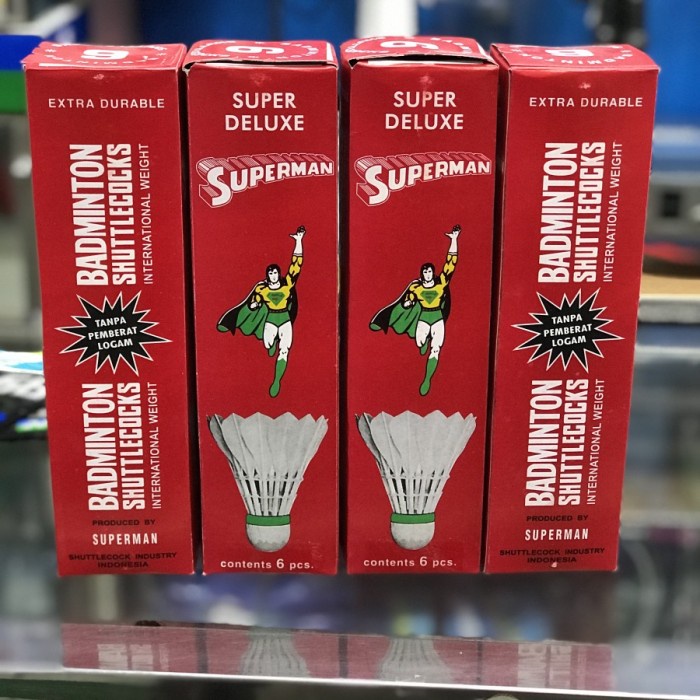 EXTRA DURABLE
BADMINTON
SHUTTLECOCKS
INTERNATIONAL WEIGHT
TANPA
PEMBERAT
LOGAM
BADMINTON
SHUTTLECOCKS
INTERNATIONAL WEIGHT
PRODUCED BY
SUPERMAN
SHUTTLECOCK INDUSTRY
INDONESIA
6
SUPER
DELUXE
SUPERMAN
contents 6 pcs.
6
SUPER
DELUXE
SUPERMAN
contents 6 pcs.
EXTRA DURABLE
BADMINTON
SHUTTLECOCKS
INTERNATIONAL WEIGHT
TANPA
PEMBERAT
LOGAM
BADMINTON
SHUTTLECOCKS
INTERNATIONAL WEIGHT
PRODUCED BY
SUPERMAN
SHUTTLECOCK INDUSTRY
INDONESIA